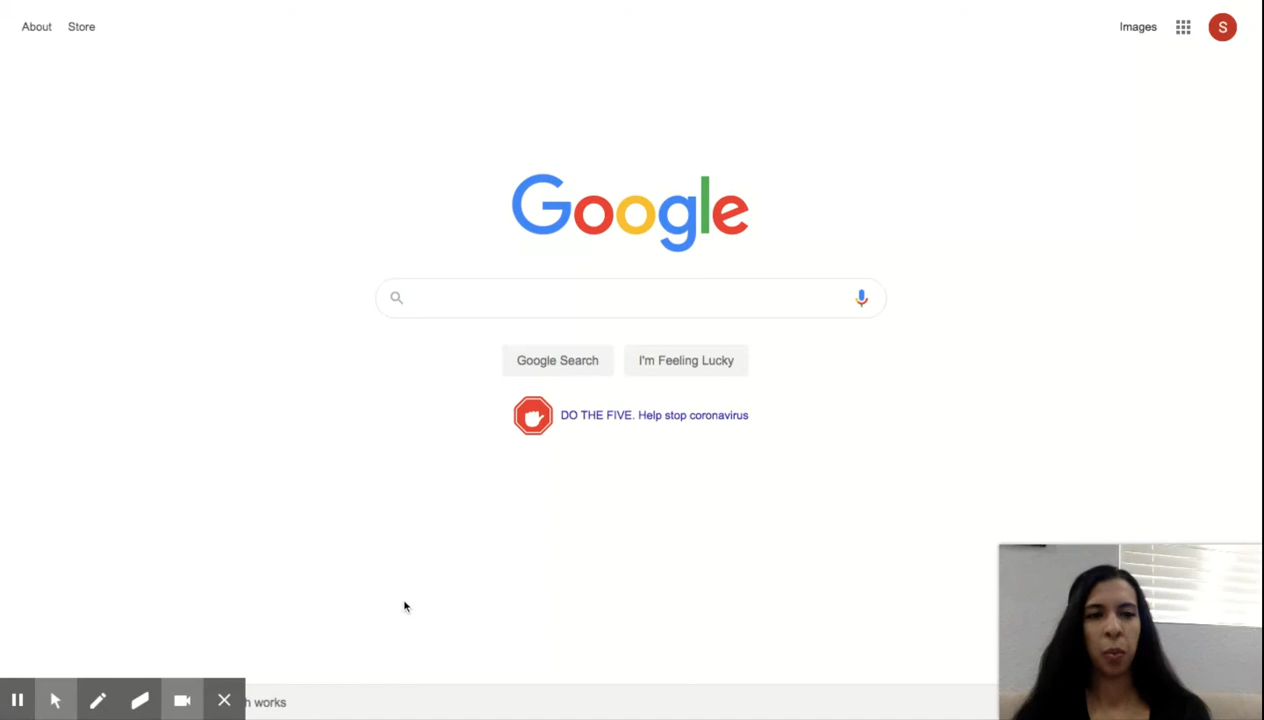 About Store
Images
S
Google
Google Search I'm Feeling Lucky
DO THE FIVE. Help stop coronavirus
works